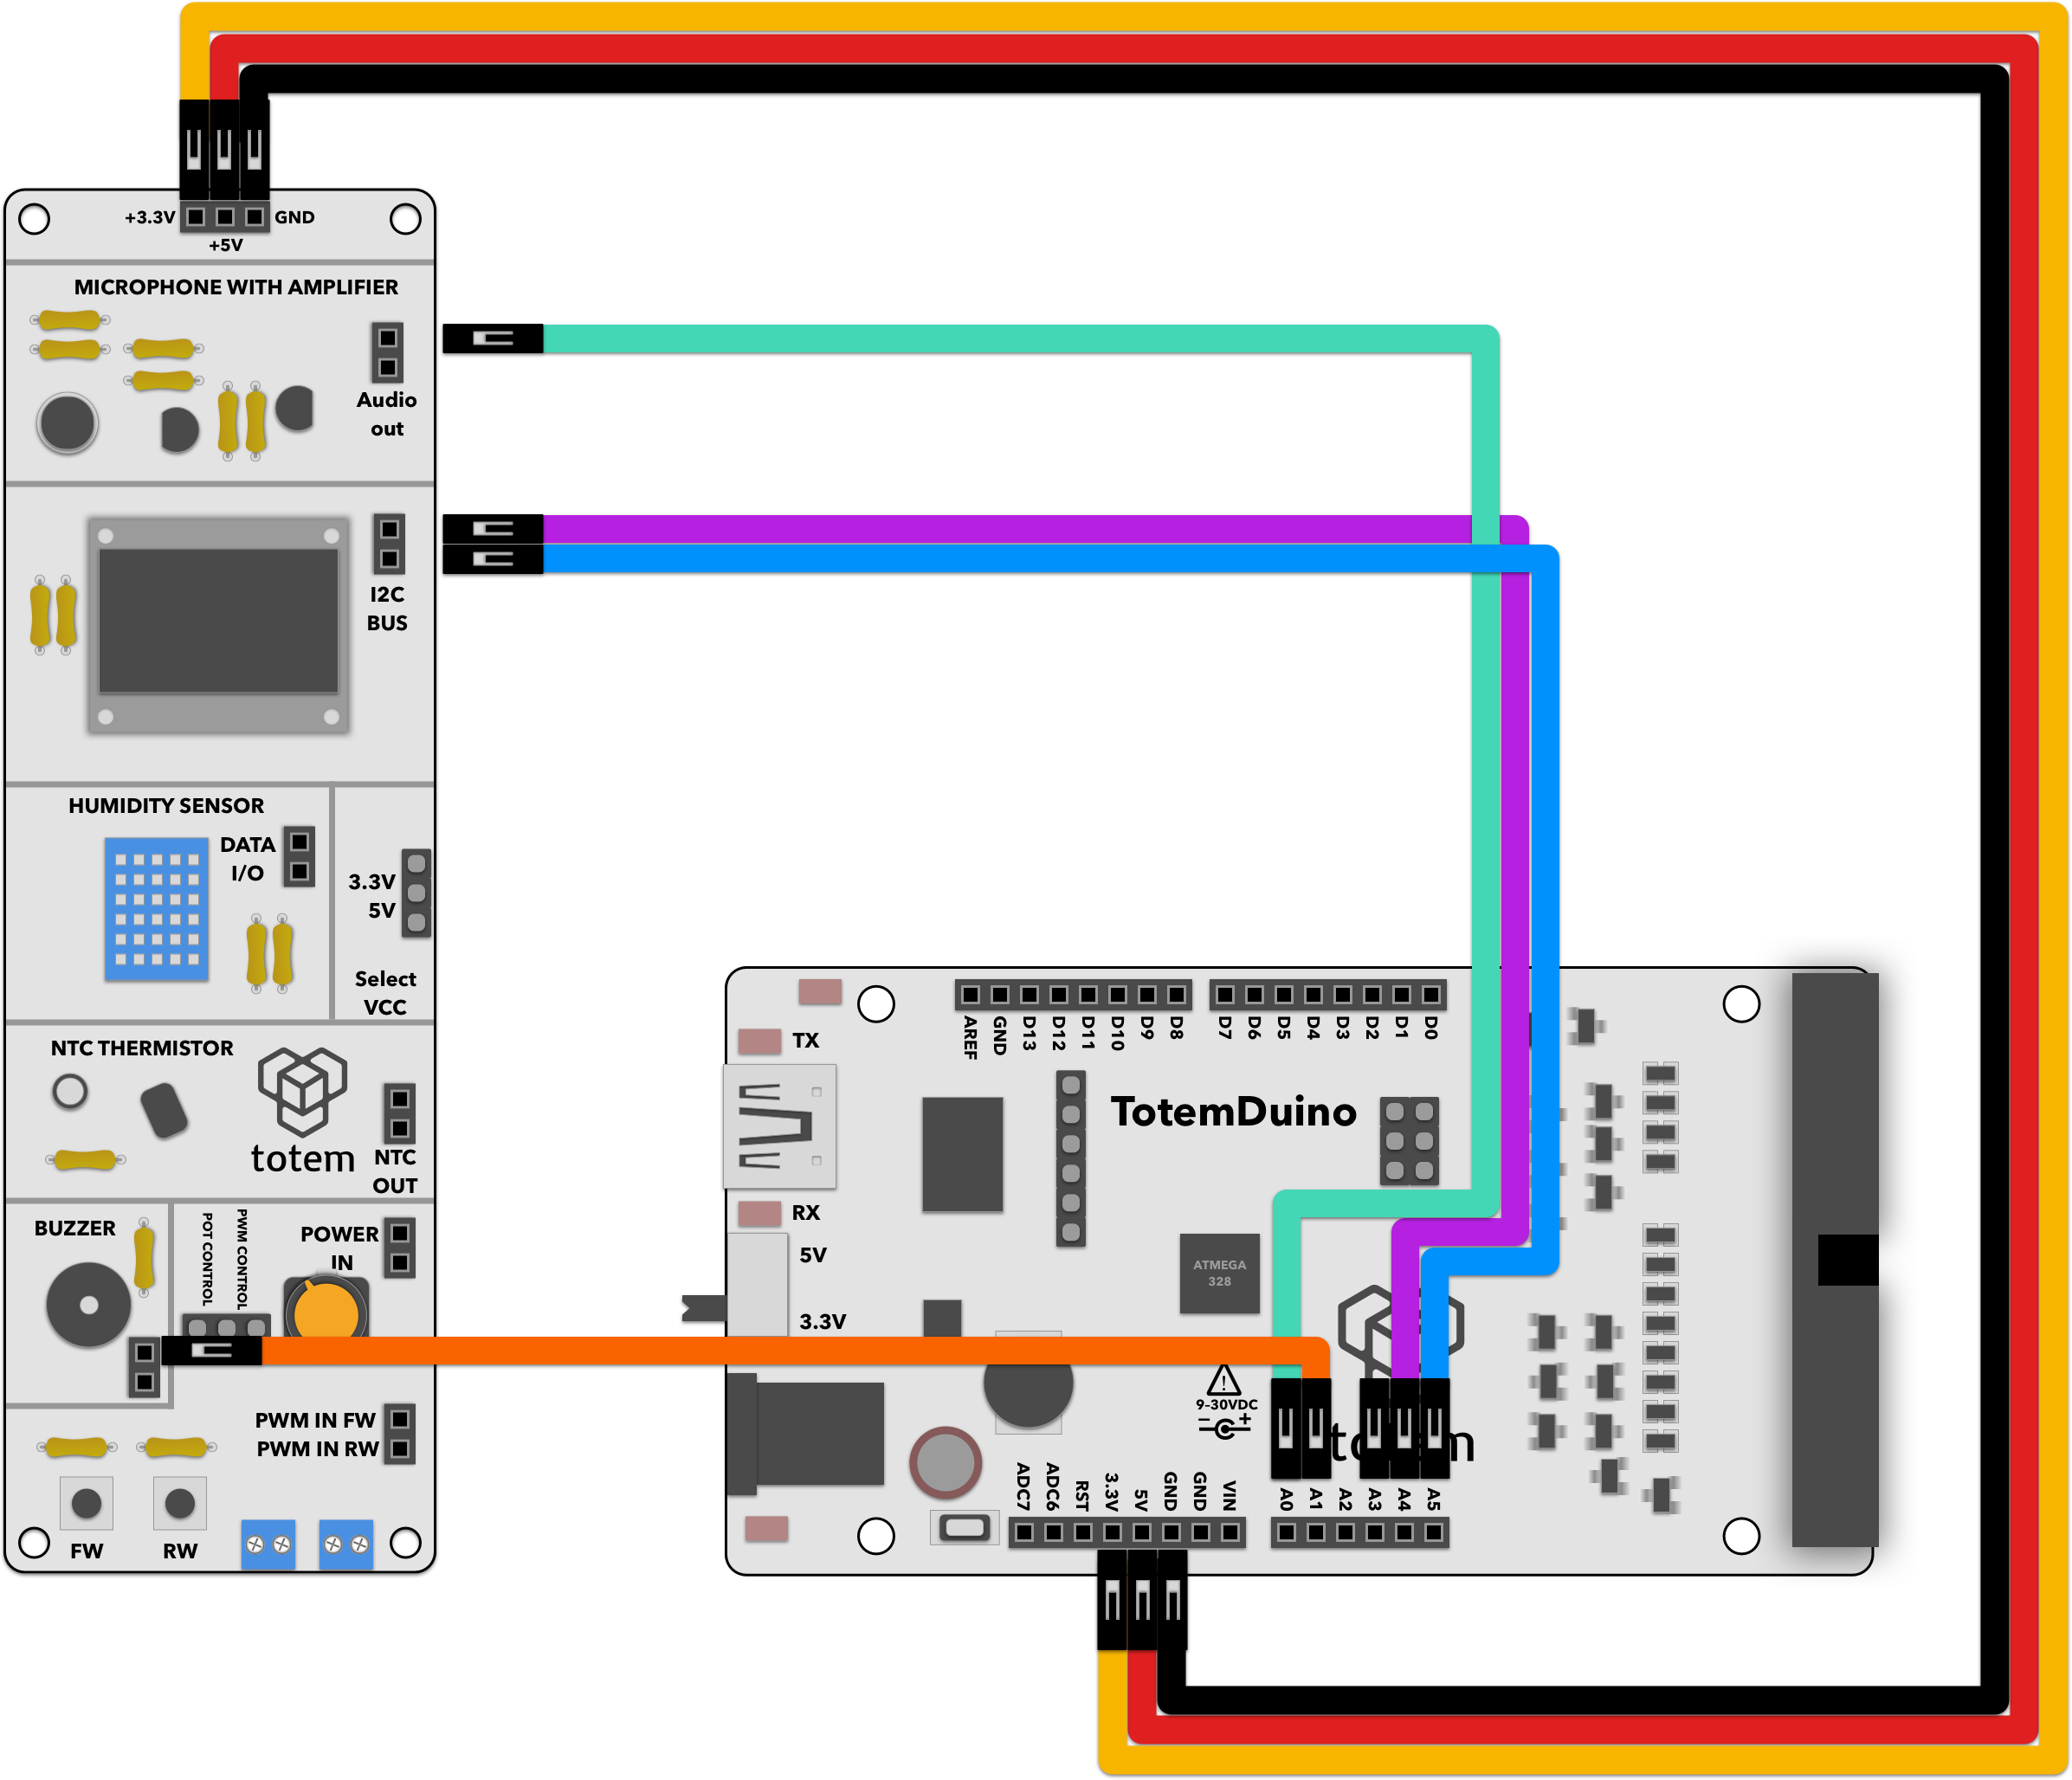 +3.3V
GND
+5V
MICROPHONE WITH AMPLIFIER
Audio
out
I2C
BUS
HUMIDITY SENSOR
DATA
I/O
3.3V
5V
Select
VCC
NTC THERMISTOR
totem
NTC
OUT
BUZZER
POT CONTROL
PWM CONTROL
POWER
IN
PWM IN FW
PWM IN RW
FW
RW
TX
AREF
GND
D13
D12
D11
D10
D9
D8
D7
D6
D5
D4
D3
D2
D1
D0
TotemDuino
RX
5V
3.3V
ATMEGA
328
9-30VDC
- +
ADC7
ADC6
RST
3.3V
5V
GND
GND
VIN
A0
A1
A2
A3
A4
A5